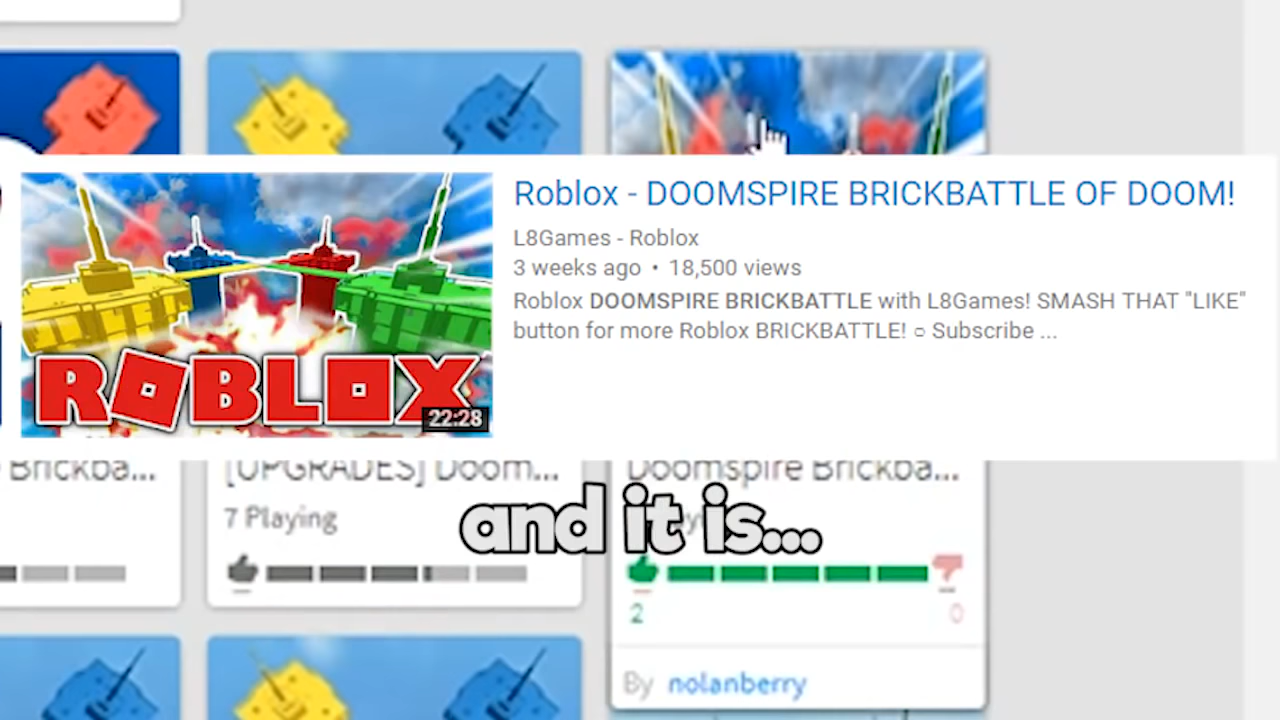 Roblox - DOOMSPIRE BRICKBATTLE OF DOOM!
L8Games - Roblox
3 weeks ago • 18,500 views
Roblox DOOMSPIRE BRICKBATTLE with L8Games! SMASH THAT "LIKE"
button for more Roblox BRICKBATTLE! ○ Subscribe ...
ROBLOX
22:28
Brickba...
[UPGRADES] Doom...
Doomspire Brickba...
7 Playing
and it is...
2
0
By nolanberry